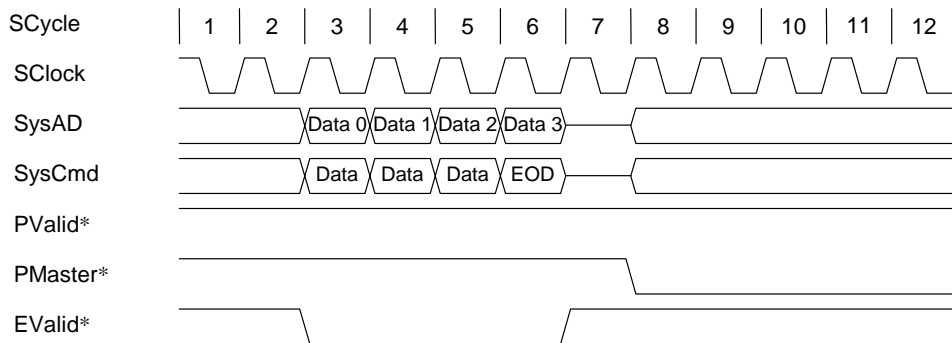 SCycle 1 2 3 4 5 6 7 8 9 10 11 12
SClock
SysAD Data 0 Data 1 Data 2 Data 3
SysCmd Data Data Data EOD
PValid*
PMaster*
EValid*